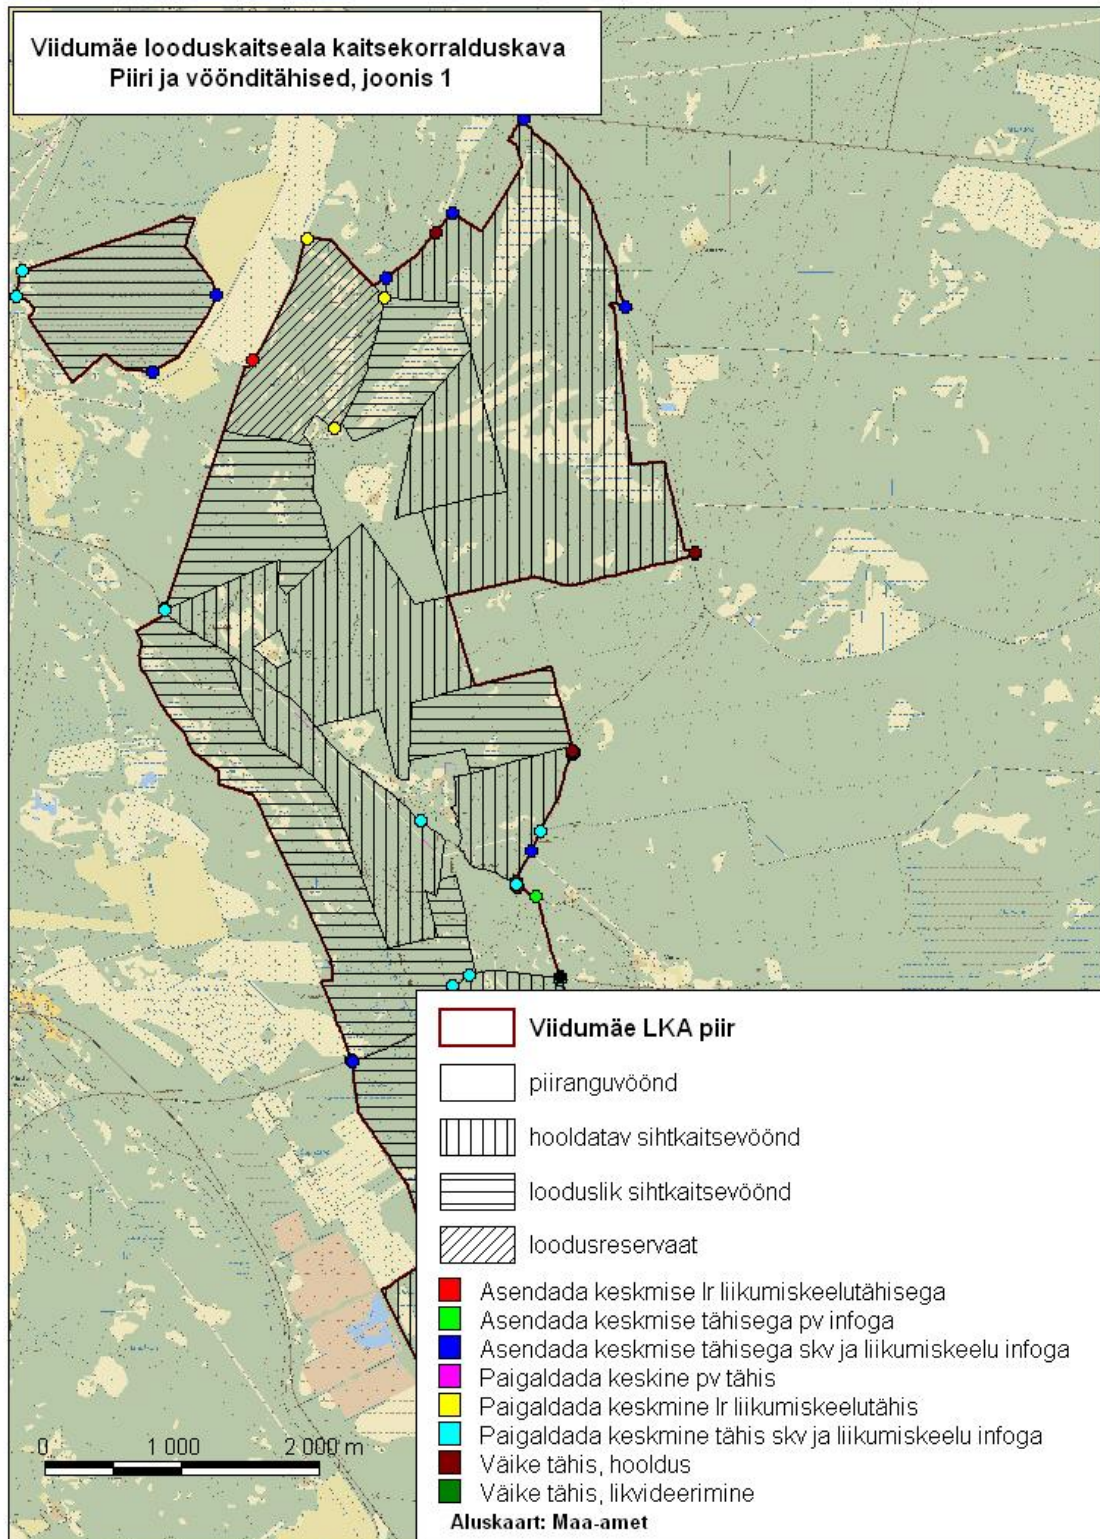 Viidumäe looduskaitseala kaitsekorralduskava
Piiri ja vöönditähised, joonis 1
Viidumäe LKA piir
piiranguvöönd
hooldatav sihtkaitsevöönd
looduslik sihtkaitsevöönd
loodusreservaat
Asendada keskmise lr liikumiskeelutähisega
Asendada keskmise tähisega pv infoga
Asendada keskmise tähisega skv ja liikumiskeelu infoga
Paigaldada keskine pv tähis
Paigaldada keskmine lr liikumiskeelutähis
Paigaldada keskmine tähis skv ja liikumiskeelu infoga
Väike tähis, hooldus
Väike tähis, likvideerimine
Aluskaart: Maa-amet
0 1 000 2 000 m